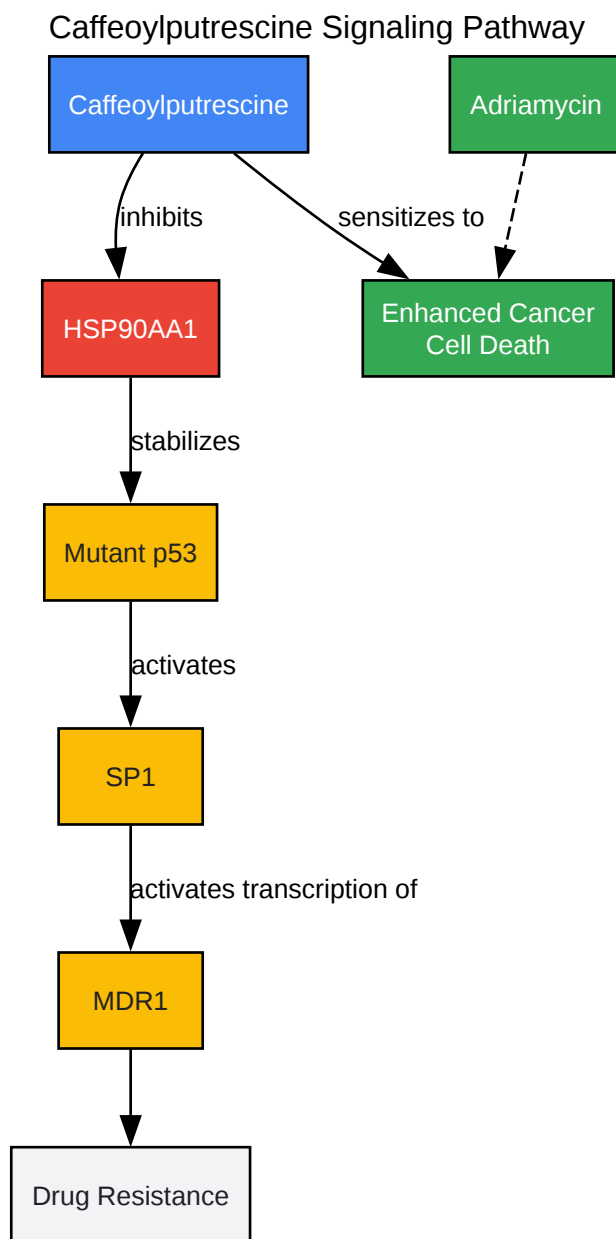 Caffeoylputrescine Signaling Pathway
Caffeoylputrescine
Adriamycin
inhibits
sensitizes to
HSP90AA1
Enhanced Cancer
Cell Death
stabilizes
Mutant p53
activates
SP1
activates transcription of
MDR1
Drug Resistance